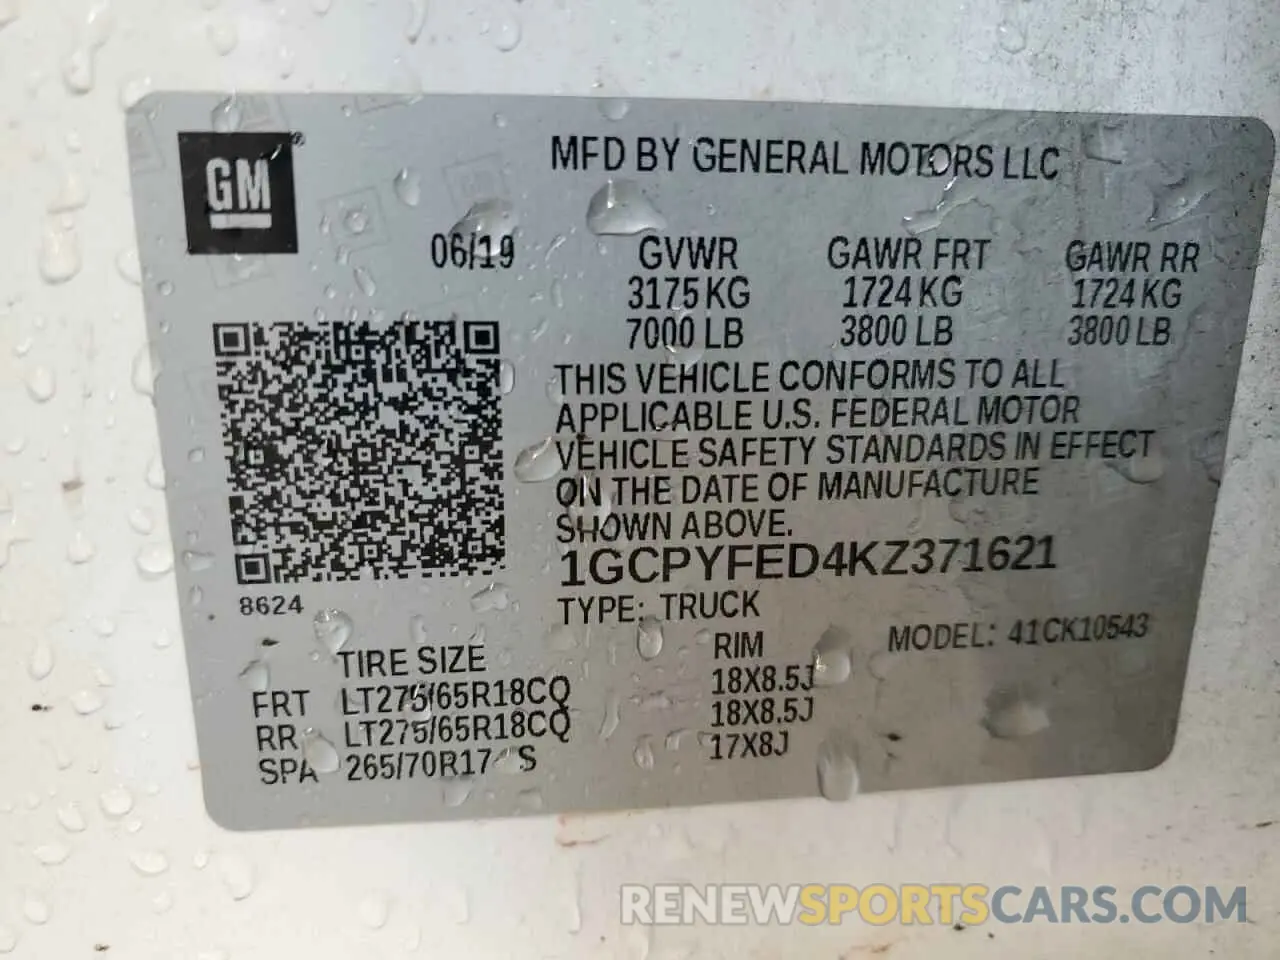 GM
MFD BY GENERAL MOTORS LLC
06/19 GVWR GAWR FRT GAWR RR
3175 KG 1724 KG 1724 KG
7000 LB 3800 LB 3800 LB
THIS VEHICLE CONFORMS TO ALL
APPLICABLE U.S. FEDERAL MOTOR
VEHICLE SAFETY STANDARDS IN EFFECT
ON THE DATE OF MANUFACTURE
SHOWN ABOVE.
1GCPYFED4KZ371621
8624
TYPE: TRUCK MODEL: 41CK10543
TIRE SIZE RIM
FRT LT275/65R18CQ 18X8.5J
RR LT275/65R18CQ 18X8.5J
SPA 17X8J
RENEWSPORTSCARS.COM